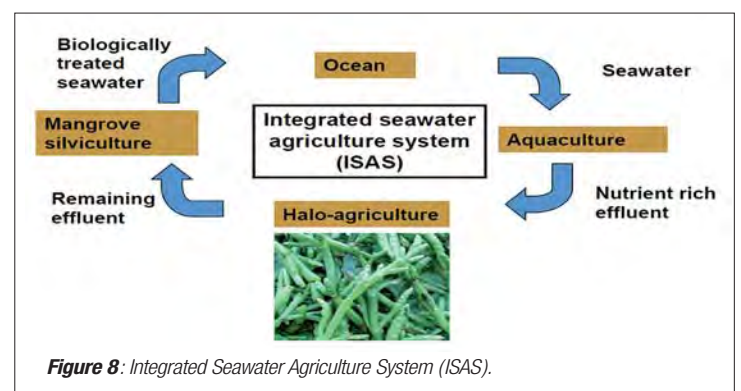 Biologically
treated
seawater
Ocean
Seawater
Mangrove
silviculture
Integrated seawater
agriculture system
(ISAS)
Aquaculture
Remaining
effluent
Halo-agriculture
Nutrient rich
effluent
Figure 8: Integrated Seawater Agriculture System (ISAS).